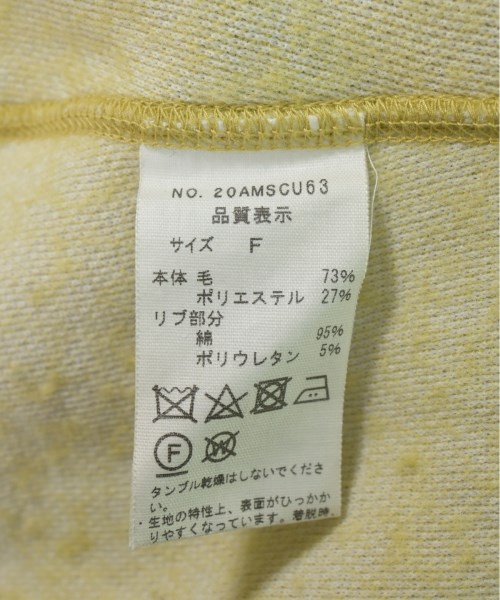 NO. 20AMSCU63
品質表示
サイズ F
本体 毛 73%
ポリエステル 27%
リブ部分
綿 95%
ポリウレタン 5%
F
W
タンブル乾燥はしないでくださ
い。
・生地の特性上、表面がひっかか
りやすくなっています。着脱時、